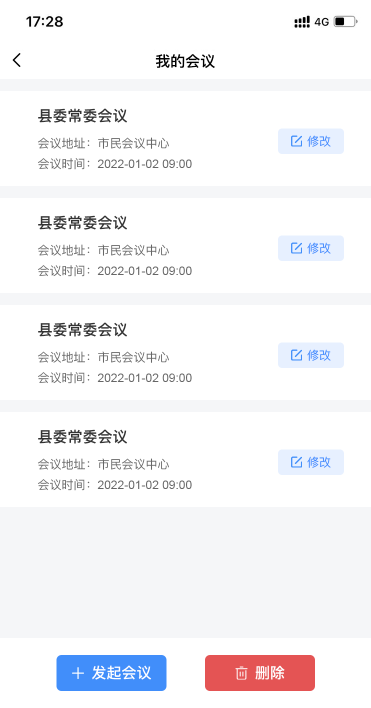 17:28
4G
我的会议
县委常委会议
会议地址：市民会议中心
会议时间：2022-01-02 09:00
修改
县委常委会议
会议地址：市民会议中心
会议时间：2022-01-02 09:00
修改
县委常委会议
会议地址：市民会议中心
会议时间：2022-01-02 09:00
修改
县委常委会议
会议地址：市民会议中心
会议时间：2022-01-02 09:00
修改
发起会议
删除